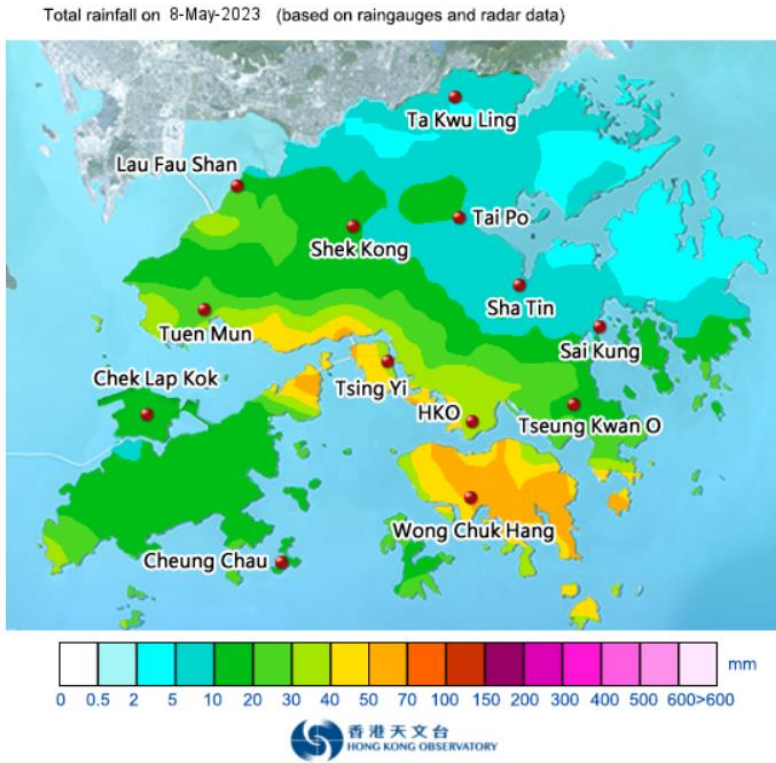 Total rainfall on 8-May-2023 (based on raingauges and radar data)
Ta Kwu Ling
Lau Fau Shan
Tai Po
Shek Kong
Sha Tin
Tuen Mun
Sai Kung
Chek Lap Kok
Tsing Yi
HKO
Tseung Kwan O
Wong Chuk Hang
Cheung Chau
mm
0 0.5 2 5 10 20 30 40 50 70 100 150 200 300 400 500 600>600
香港天文台
HONG KONG OBSERVATORY